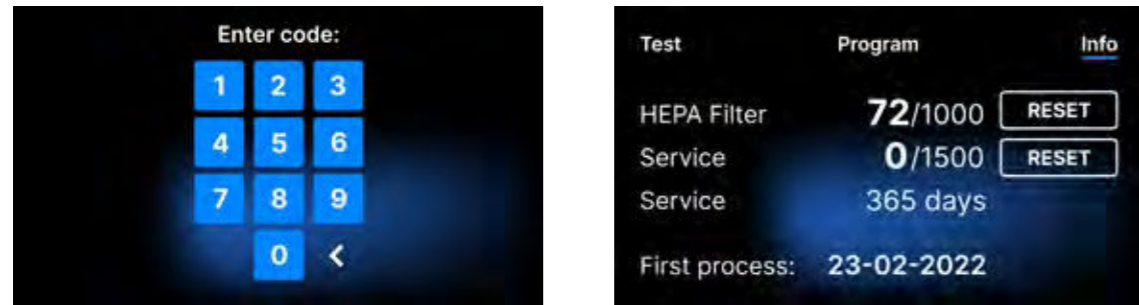 Enter code:
1 2 3
4 5 6
7 8 9
0 <
Test Program Info
HEPA Filter 72/1000 RESET
Service 0/1500 RESET
Service 365 days
First process: 23-02-2022